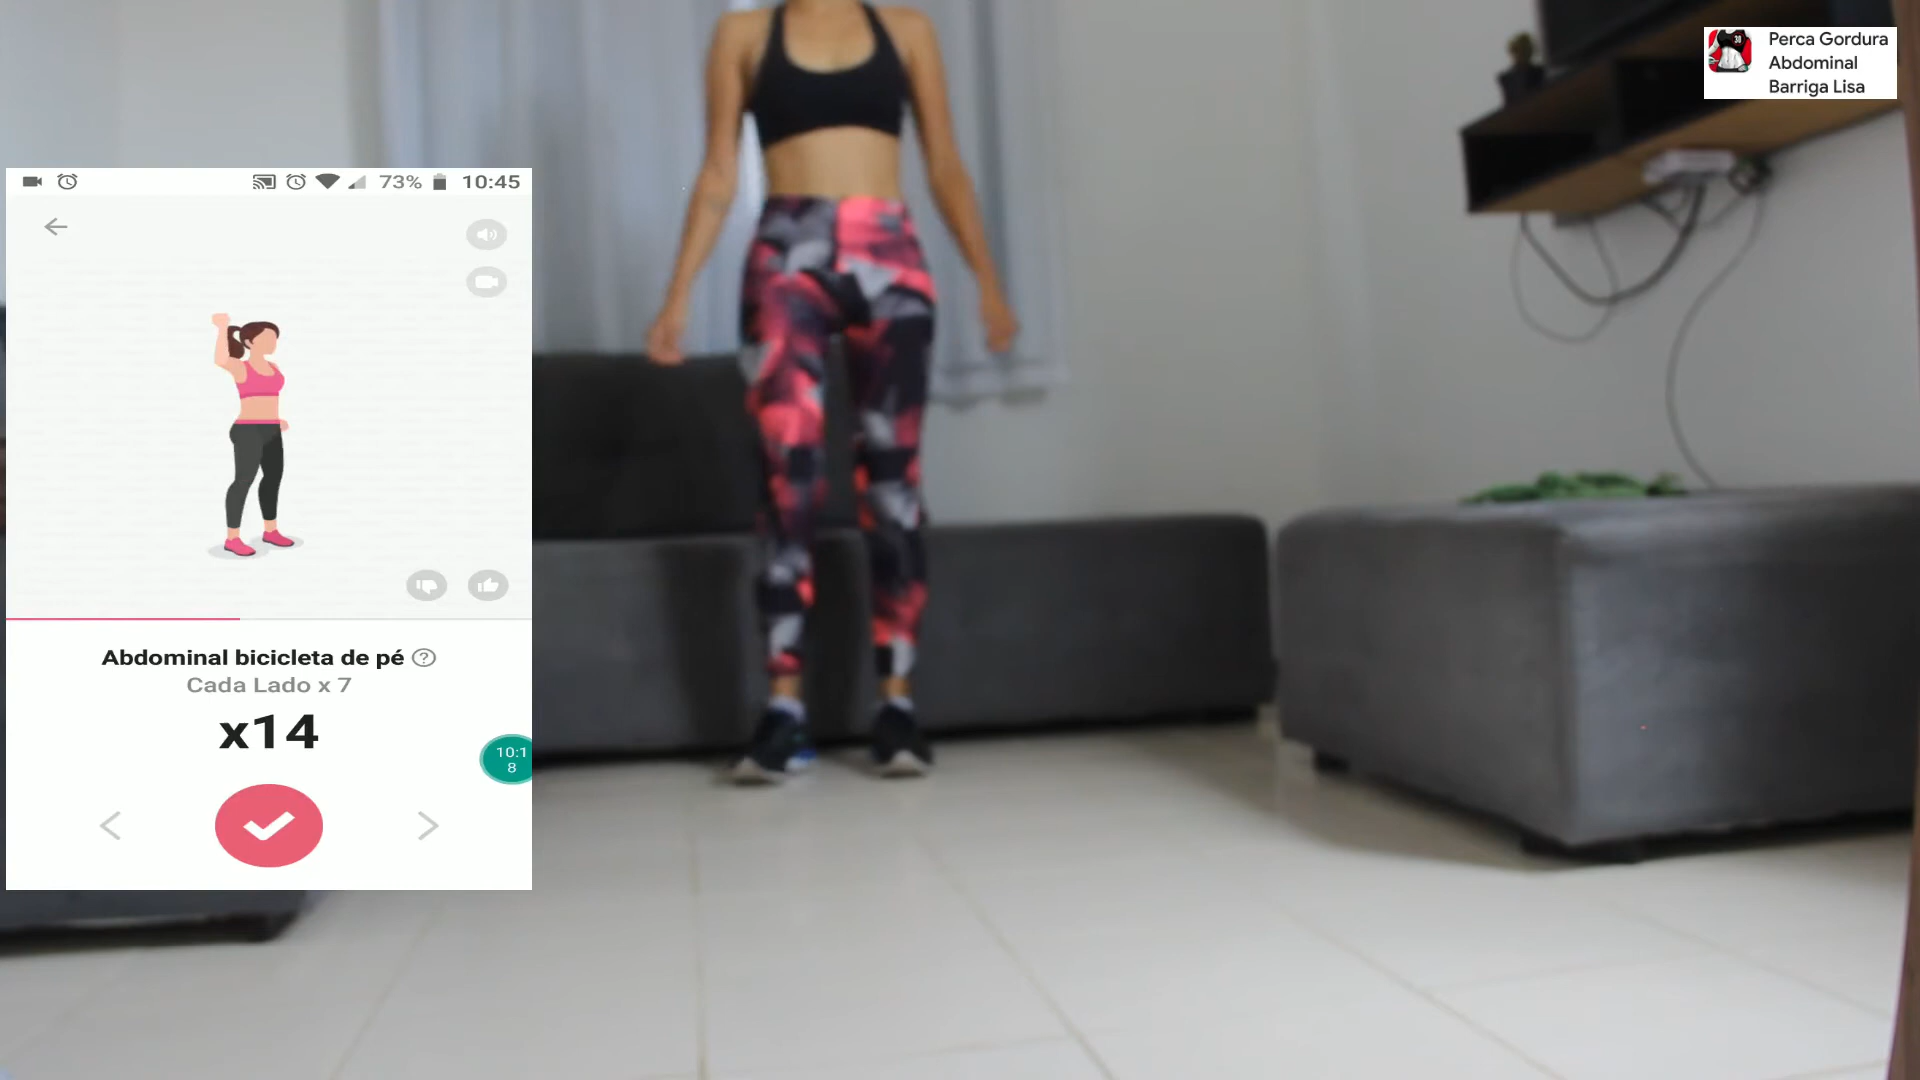 Perca Gordura
Abdominal
Barriga Lisa
73% 10:45
Abdominal bicicleta de pé ?
Cada Lado x 7
x14
10:1
8